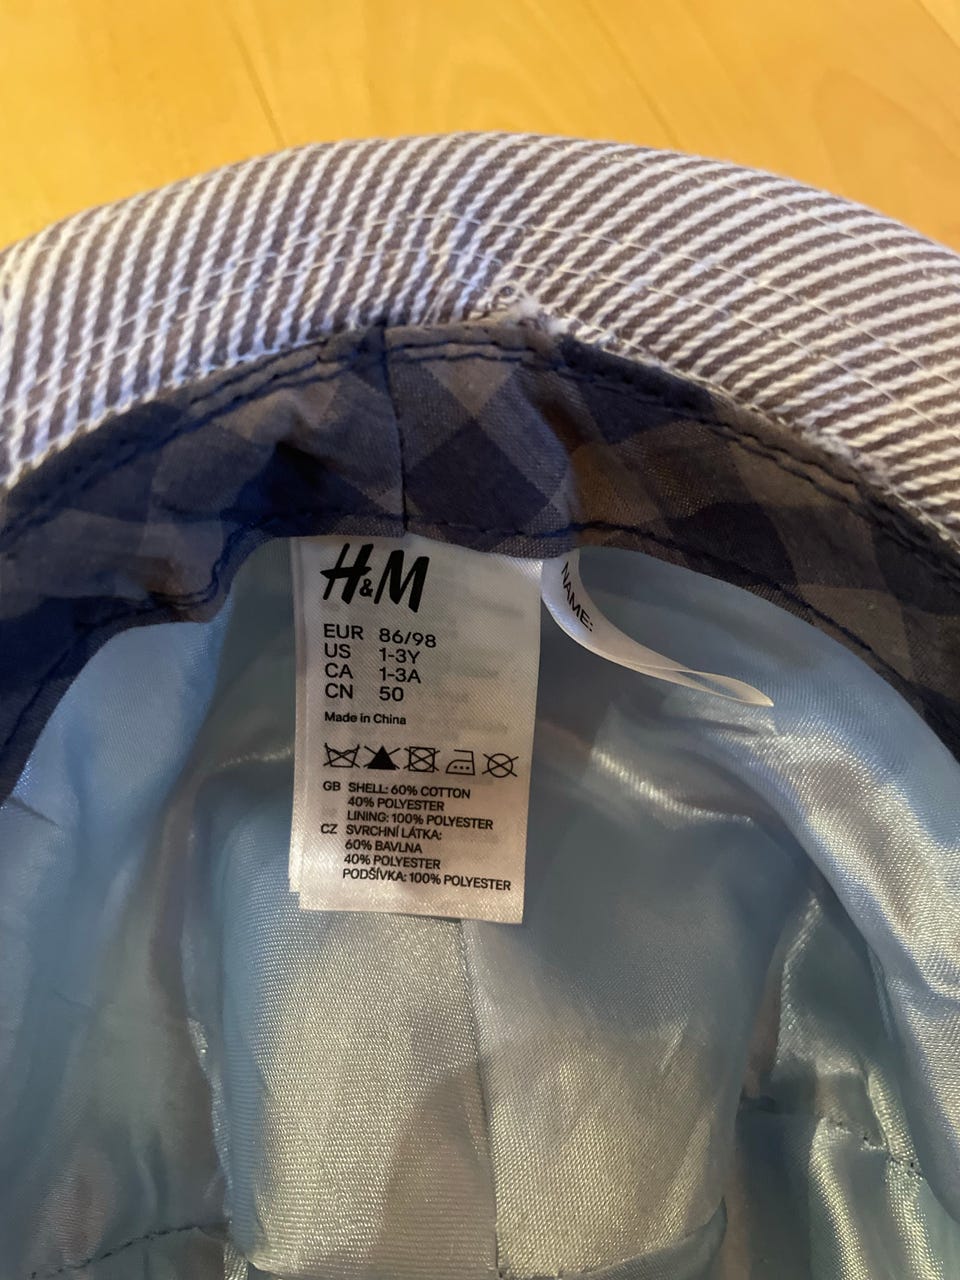 H&M
EUR 86/98
US 1-3Y
CA 1-3A
CN 50
Made in China
GB SHELL: 60% COTTON
40% POLYESTER
LINING: 100% POLYESTER
CZ SVRCHNÍ LÁTKA:
60% BAVLNA
40% POLYESTER
PODŠÍVKA: 100% POLYESTER
NAME: